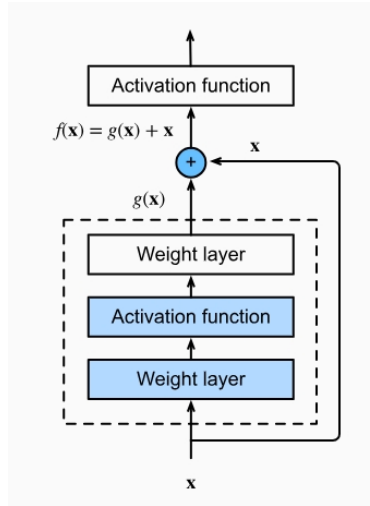 Activation function
f(x) = g(x) + x
x
+
g(x)
Weight layer
Activation function
Weight layer
x